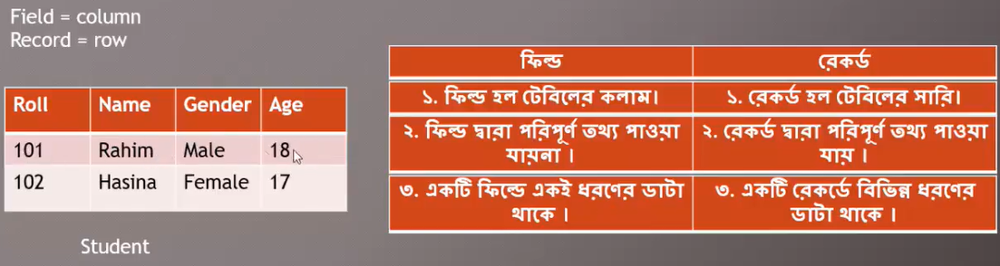 Field = column
Record = row
Roll Name Gender Age
101 Rahim Male 18
102 Hasina Female 17
Student
ফিল্ড রেকর্ড
১. ফিল্ড হল টেবিলের কলাম। ১. রেকর্ড হল টেবিলের সারি।
২. ফিল্ড দ্বারা পরিপূর্ণ তথ্য পাওয়া
যায়না ।
২. রেকর্ড দ্বারা পরিপূর্ণ তথ্য পাওয়া
যায় ।
৩. একটি ফিল্ডে একই ধরণের ডাটা
থাকে ।
৩. একটি রেকর্ডে বিভিন্ন ধরণের
ডাটা থাকে ।